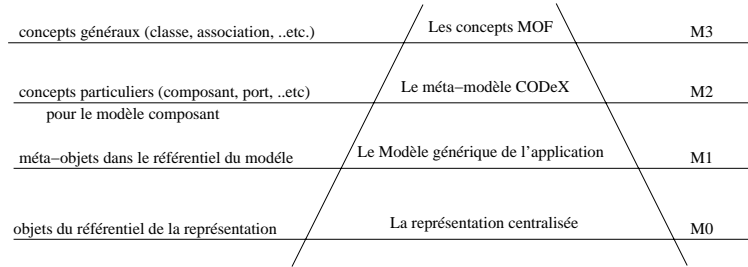 concepts généraux (classe, association, ..etc.) Les concepts MOF M3
concepts particuliers (composant, port, ..etc) Le méta−modèle CODeX M2
pour le modèle composant
méta−objets dans le référentiel du modéle Le Modèle générique de l'application M1
objets du référentiel de la représentation La représentation centralisée M0